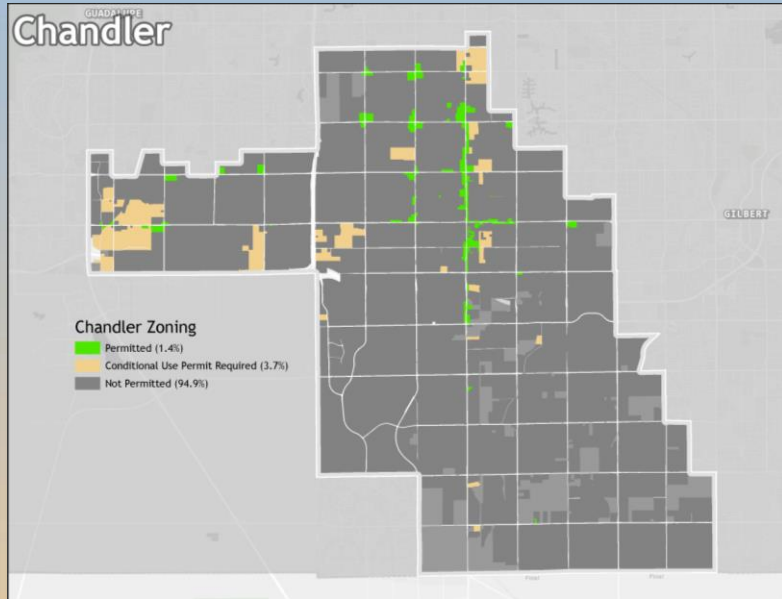 GUADALUPE
Chandler
GILBERT
Chandler Zoning
Permitted (1.4%)
Conditional Use Permit Required (3.7%)
Not Permitted (94.9%)